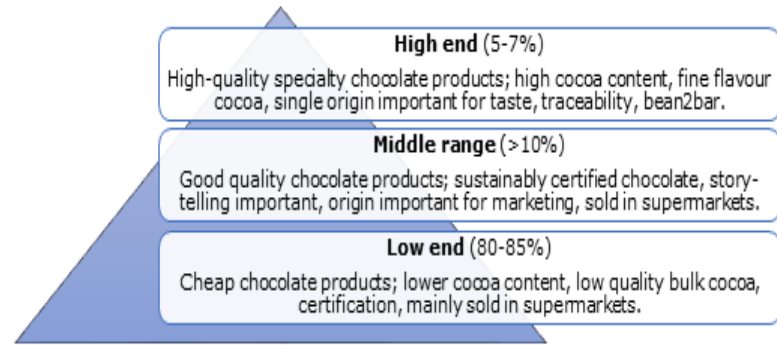 High end (5-7%)
High-quality specialty chocolate products; high cocoa content, fine flavour
cocoa, single origin important for taste, traceability, bean2bar.
Middle range (>10%)
Good quality chocolate products; sustainably certified chocolate, story-
telling important, origin important for marketing, sold in supermarkets.
Low end (80-85%)
Cheap chocolate products; lower cocoa content, low quality bulk cocoa,
certification, mainly sold in supermarkets.